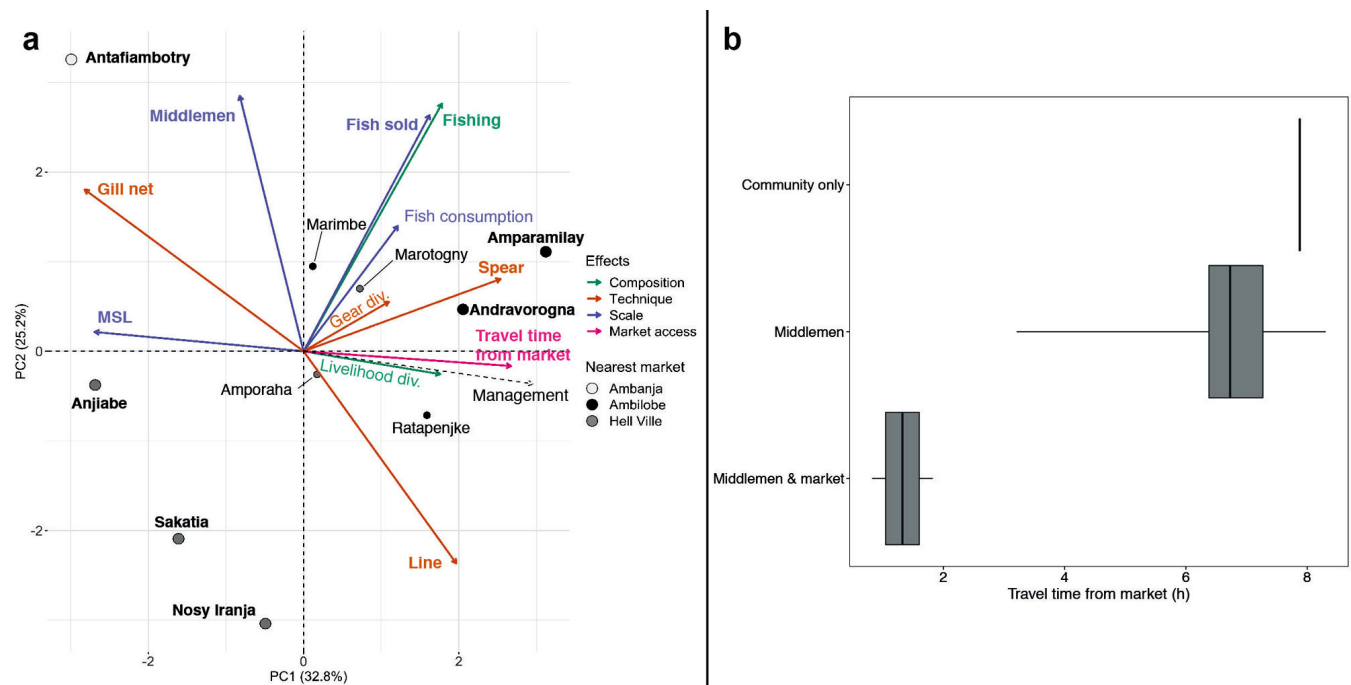 a
Antafiambotry
Middlemen
Fish sold
Fishing
Gill net
Fish consumption
Marimbe
Marotogny
Amparamilay
Spear
Gear div.
Andravorogna
MSL
Travel time
from market
Livelihood div.
Amporaha
Management
Anjiabe
Ratapenjke
Sakatia
Line
Nosy Iranja
2
0
-2
PC2 (25.2%)
-2
0
2
PC1 (32.8%)
Effects
Composition
Technique
Scale
Market access
Nearest market
Ambanja
Ambilobe
Hell Ville
b
Community only
Middlemen
Middlemen & market
2
4
6
8
Travel time from market (h)